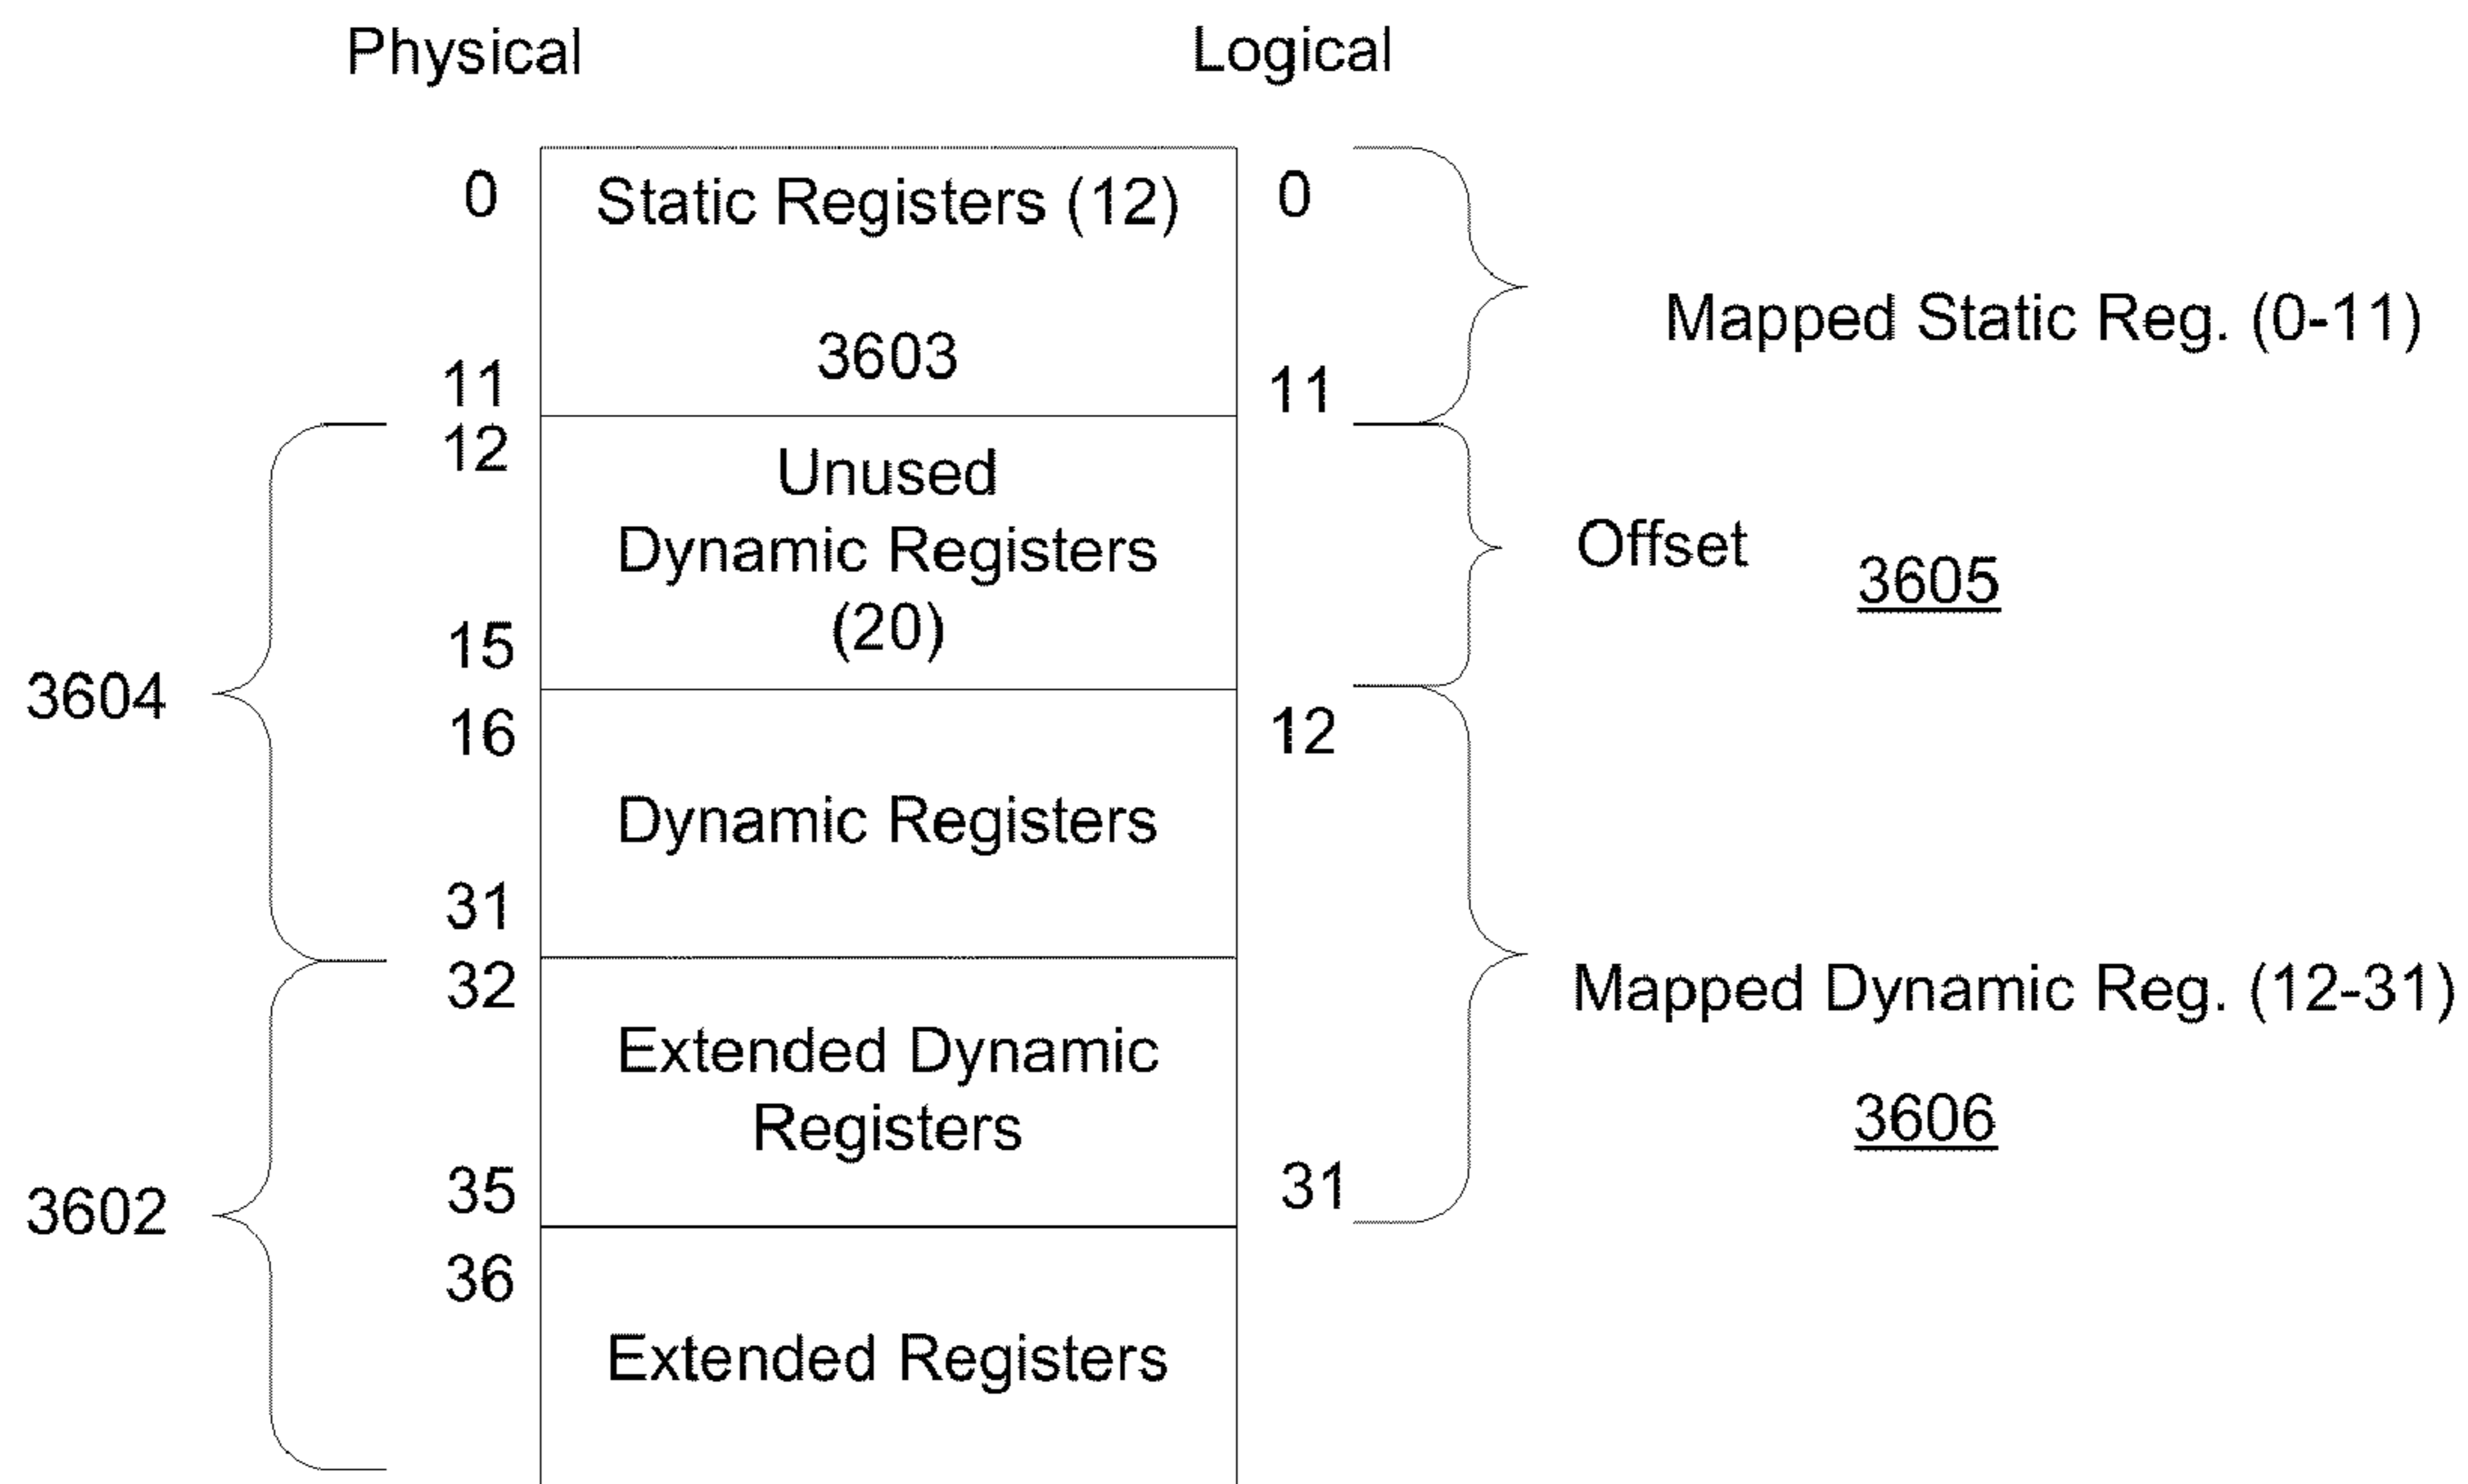 Physical
Logical
0
Static Registers (12)
0
3603
11
11
Mapped Static Reg. (0-11)
12
Unused
Dynamic Registers
(20)
15
Offset
3605
3604
16
12
Dynamic Registers
31
32
Extended Dynamic
Registers
35
31
Mapped Dynamic Reg. (12-31)
3606
3602
36
Extended Registers